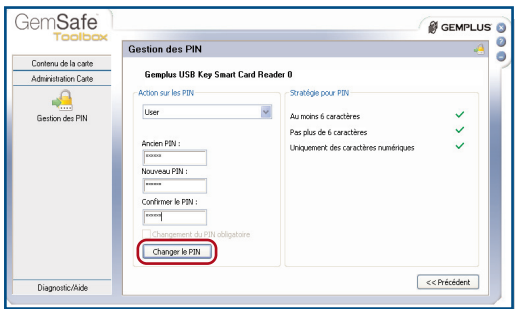 GemSafe
Toolbox
GEMPLUS
Contenu de la carte
Administration Carte
Gestion des PIN
Diagnostic/Aide
Gestion des PIN
Gemplus USB Key Smart Card Reader 0
Action sur les PIN
User
Ancien PIN :
******
Nouveau PIN :
******
Confirmer le PIN :
******
Changement du PIN obligatoire
Changer le PIN
Stratégie pour PIN
Au moins 6 caractères
Pas plus de 6 caractères
Uniquement des caractères numériques
<< Précédent